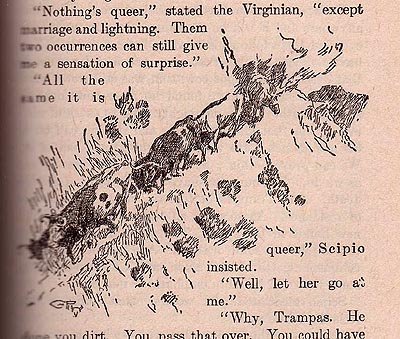 "Nothing's queer," stated the Virginian, "except
marriage and lightning. Them
two occurrences can still give
me a sensation of surprise."
"All the
same it is
queer," Scipio
insisted.
"Well, let her go at
me."
"Why, Trampas. He
done you dirt. You pass that over. You could have